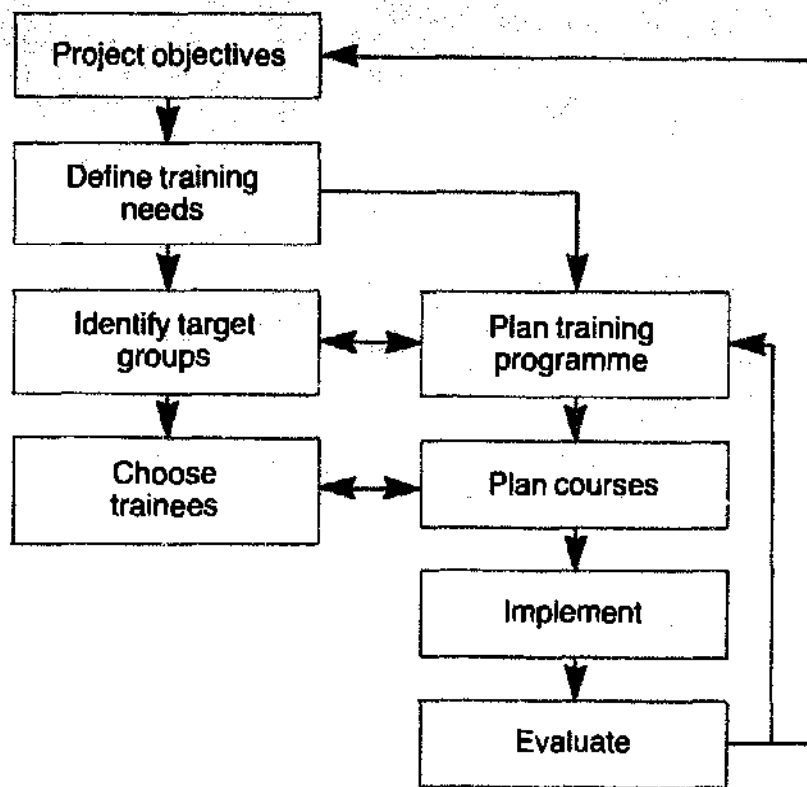 Project objectives
Define training
needs
Identify target
groups
Plan training
programme
Choose
trainees
Plan courses
Implement
Evaluate